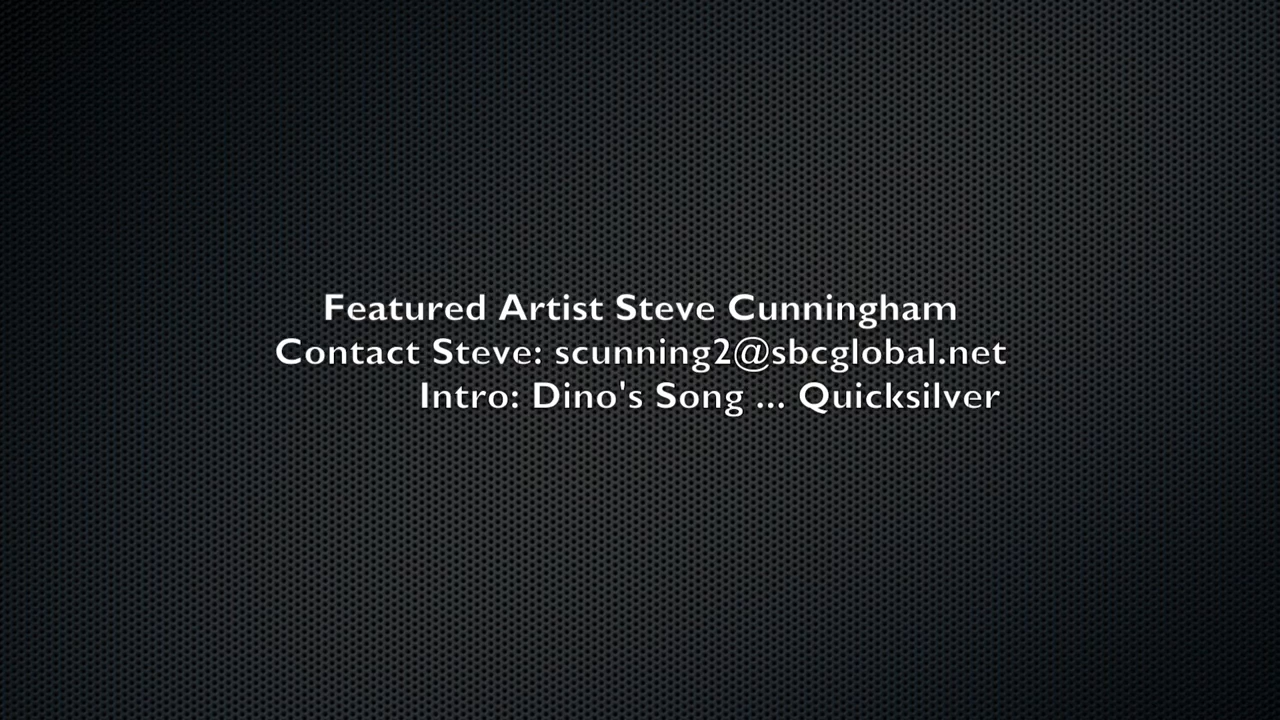 Featured Artist Steve Cunningham
Contact Steve: scunning2@sbcglobal.net
Intro: Dino's Song ... Quicksilver